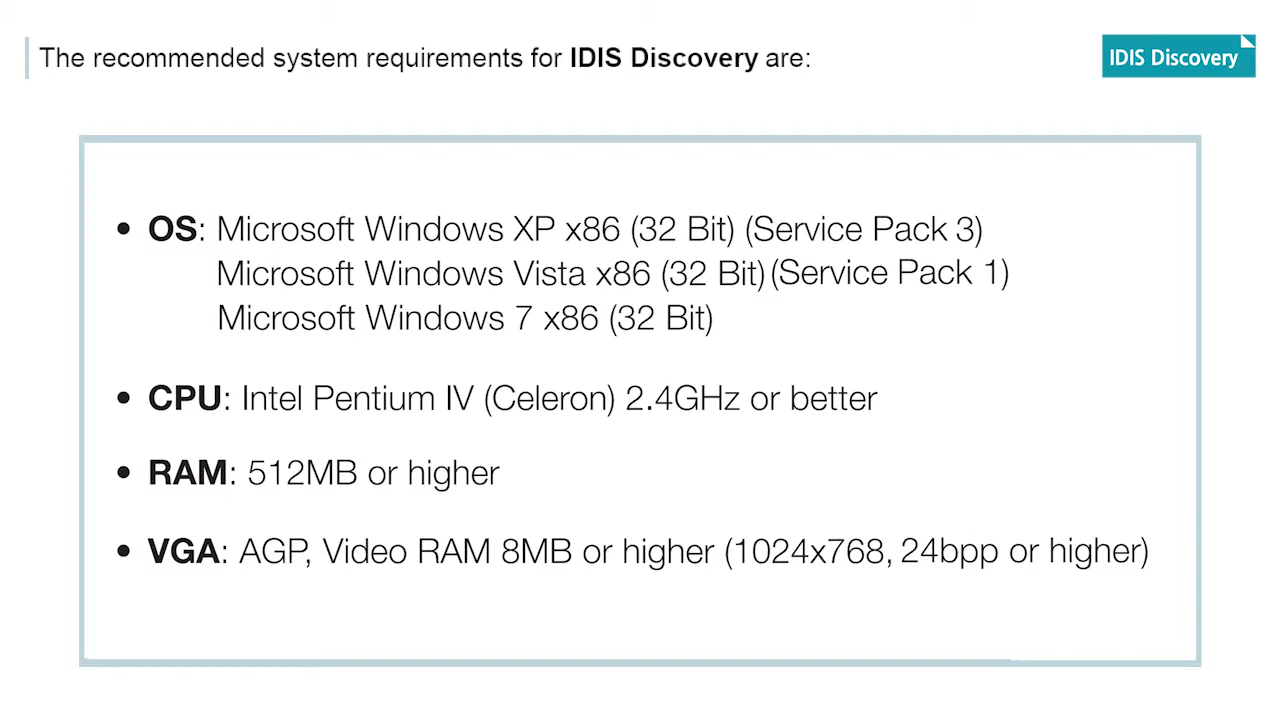 The recommended system requirements for IDIS Discovery are:
IDIS Discovery
• OS: Microsoft Windows XP x86 (32 Bit) (Service Pack 3)
Microsoft Windows Vista x86 (32 Bit) (Service Pack 1)
Microsoft Windows 7 x86 (32 Bit)
• CPU: Intel Pentium IV (Celeron) 2.4GHz or better
• RAM: 512MB or higher
• VGA: AGP, Video RAM 8MB or higher (1024x768, 24bpp or higher)